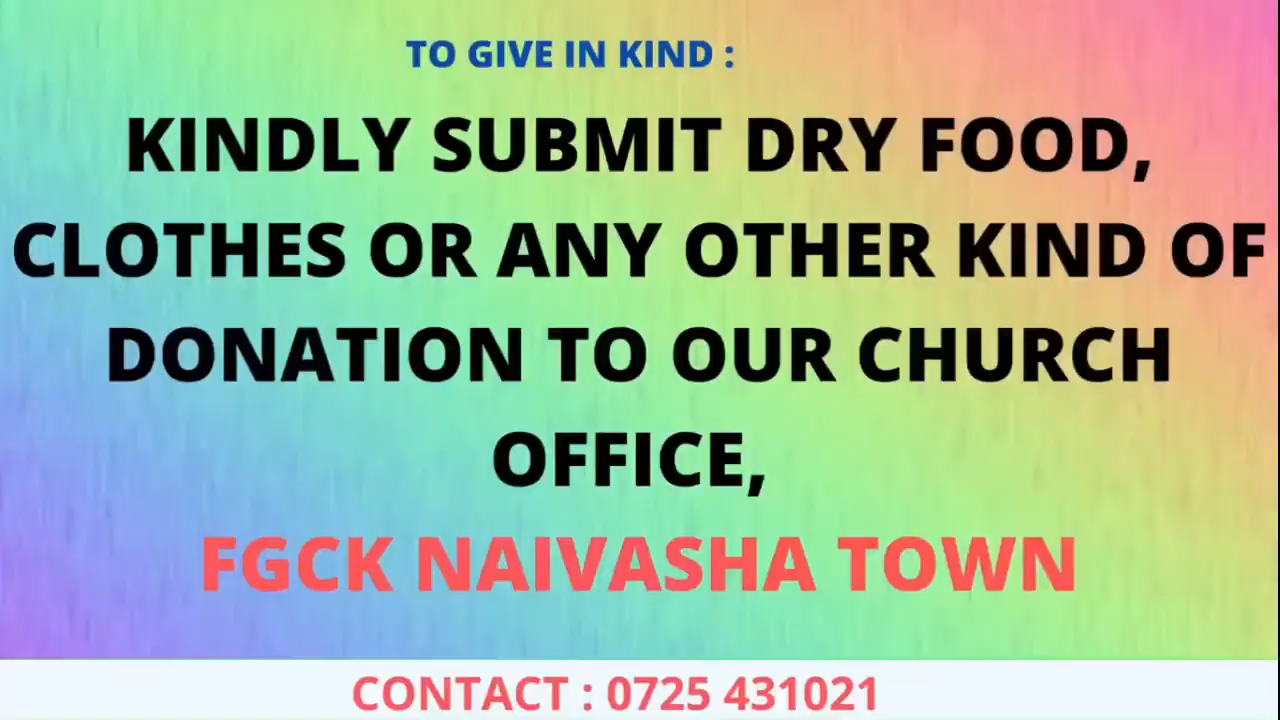 TO GIVE IN KIND :
KINDLY SUBMIT DRY FOOD,
CLOTHES OR ANY OTHER KIND OF
DONATION TO OUR CHURCH
OFFICE,
FGCK NAIVASHA TOWN
CONTACT : 0725 431021